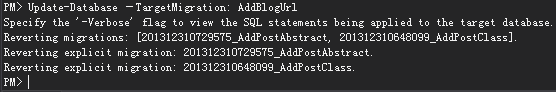 PM> Update-Database –TargetMigration: AddBlogUrl
Specify the '-Verbose' flag to view the SQL statements being applied to the target database.
Reverting migrations: [201312310729575_AddPostAbstract, 201312310648099_AddPostClass].
Reverting explicit migration: 201312310729575_AddPostAbstract.
Reverting explicit migration: 201312310648099_AddPostClass.
PM>